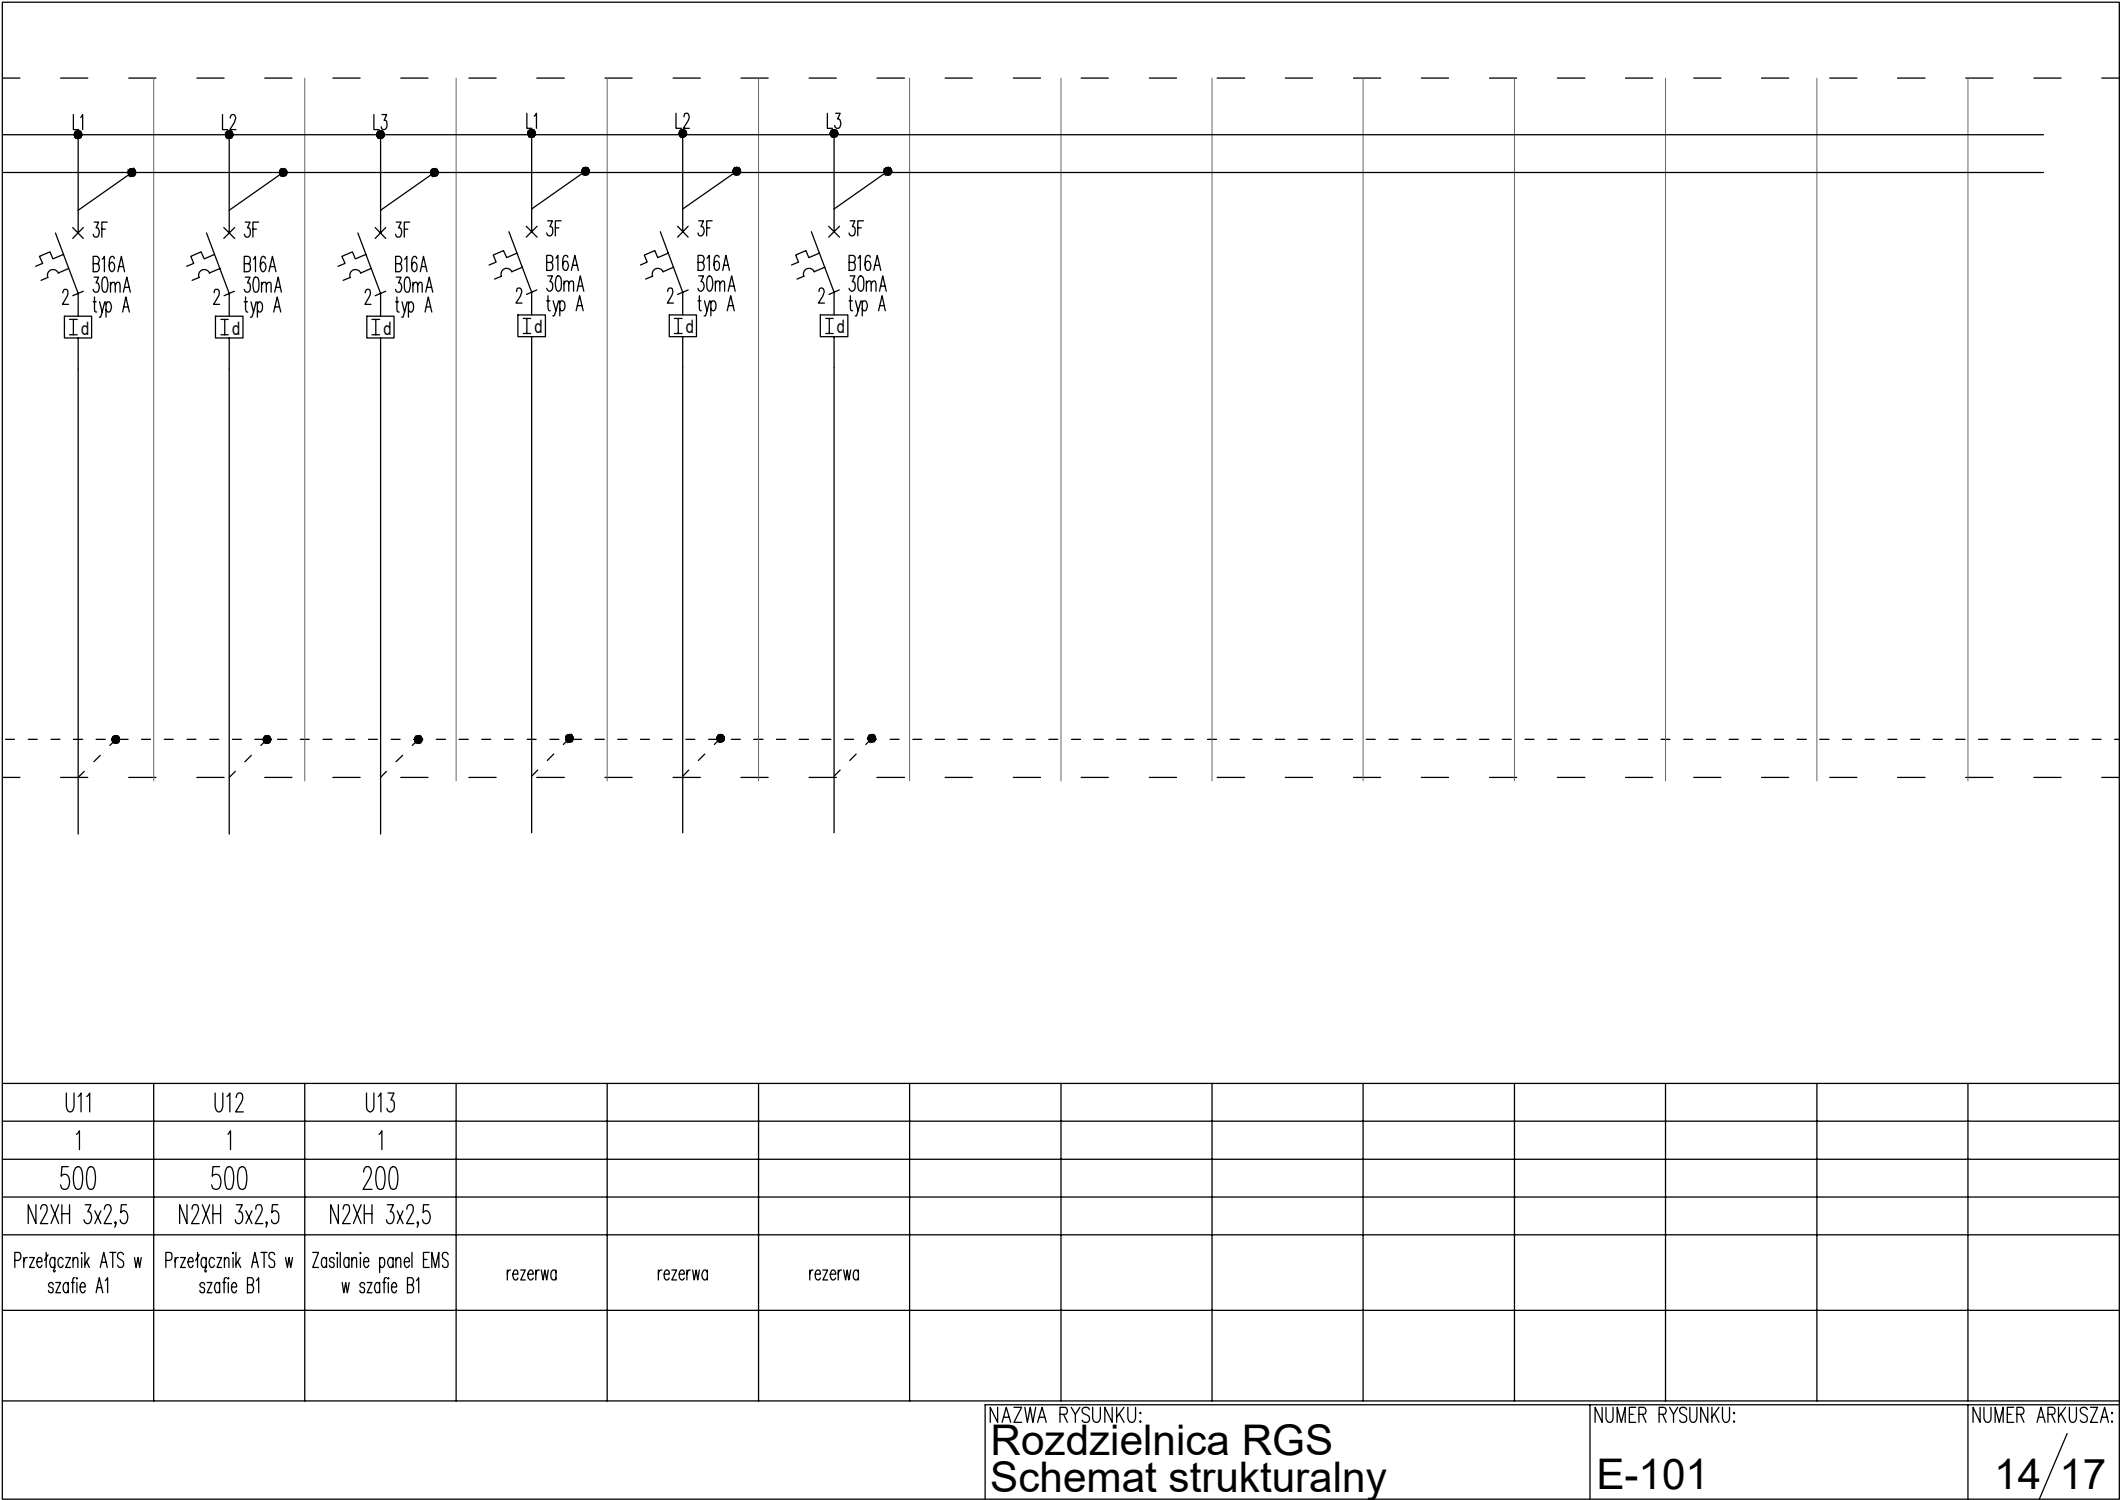 L1 L2 L3 L1 L2 L3
3F 3F 3F 3F 3F 3F
B16A B16A B16A B16A B16A B16A
30mA 30mA 30mA 30mA 30mA 30mA
2 typ A 2 typ A 2 typ A 2 typ A 2 typ A 2 typ A
Id Id Id Id Id Id
U11 U12 U13
1 1 1
500 500 200
N2XH 3x2,5 N2XH 3x2,5 N2XH 3x2,5
Przełącznik ATS w
szafie A1
Przełącznik ATS w
szafie B1
Zasilanie panel EMS
w szafie B1
rezerwa
rezerwa
rezerwa
NAZWA RYSUNKU:
Rozdzielnica RGS
Schemat strukturalny
NUMER RYSUNKU:
E-101
NUMER ARKUSZA:
14/17